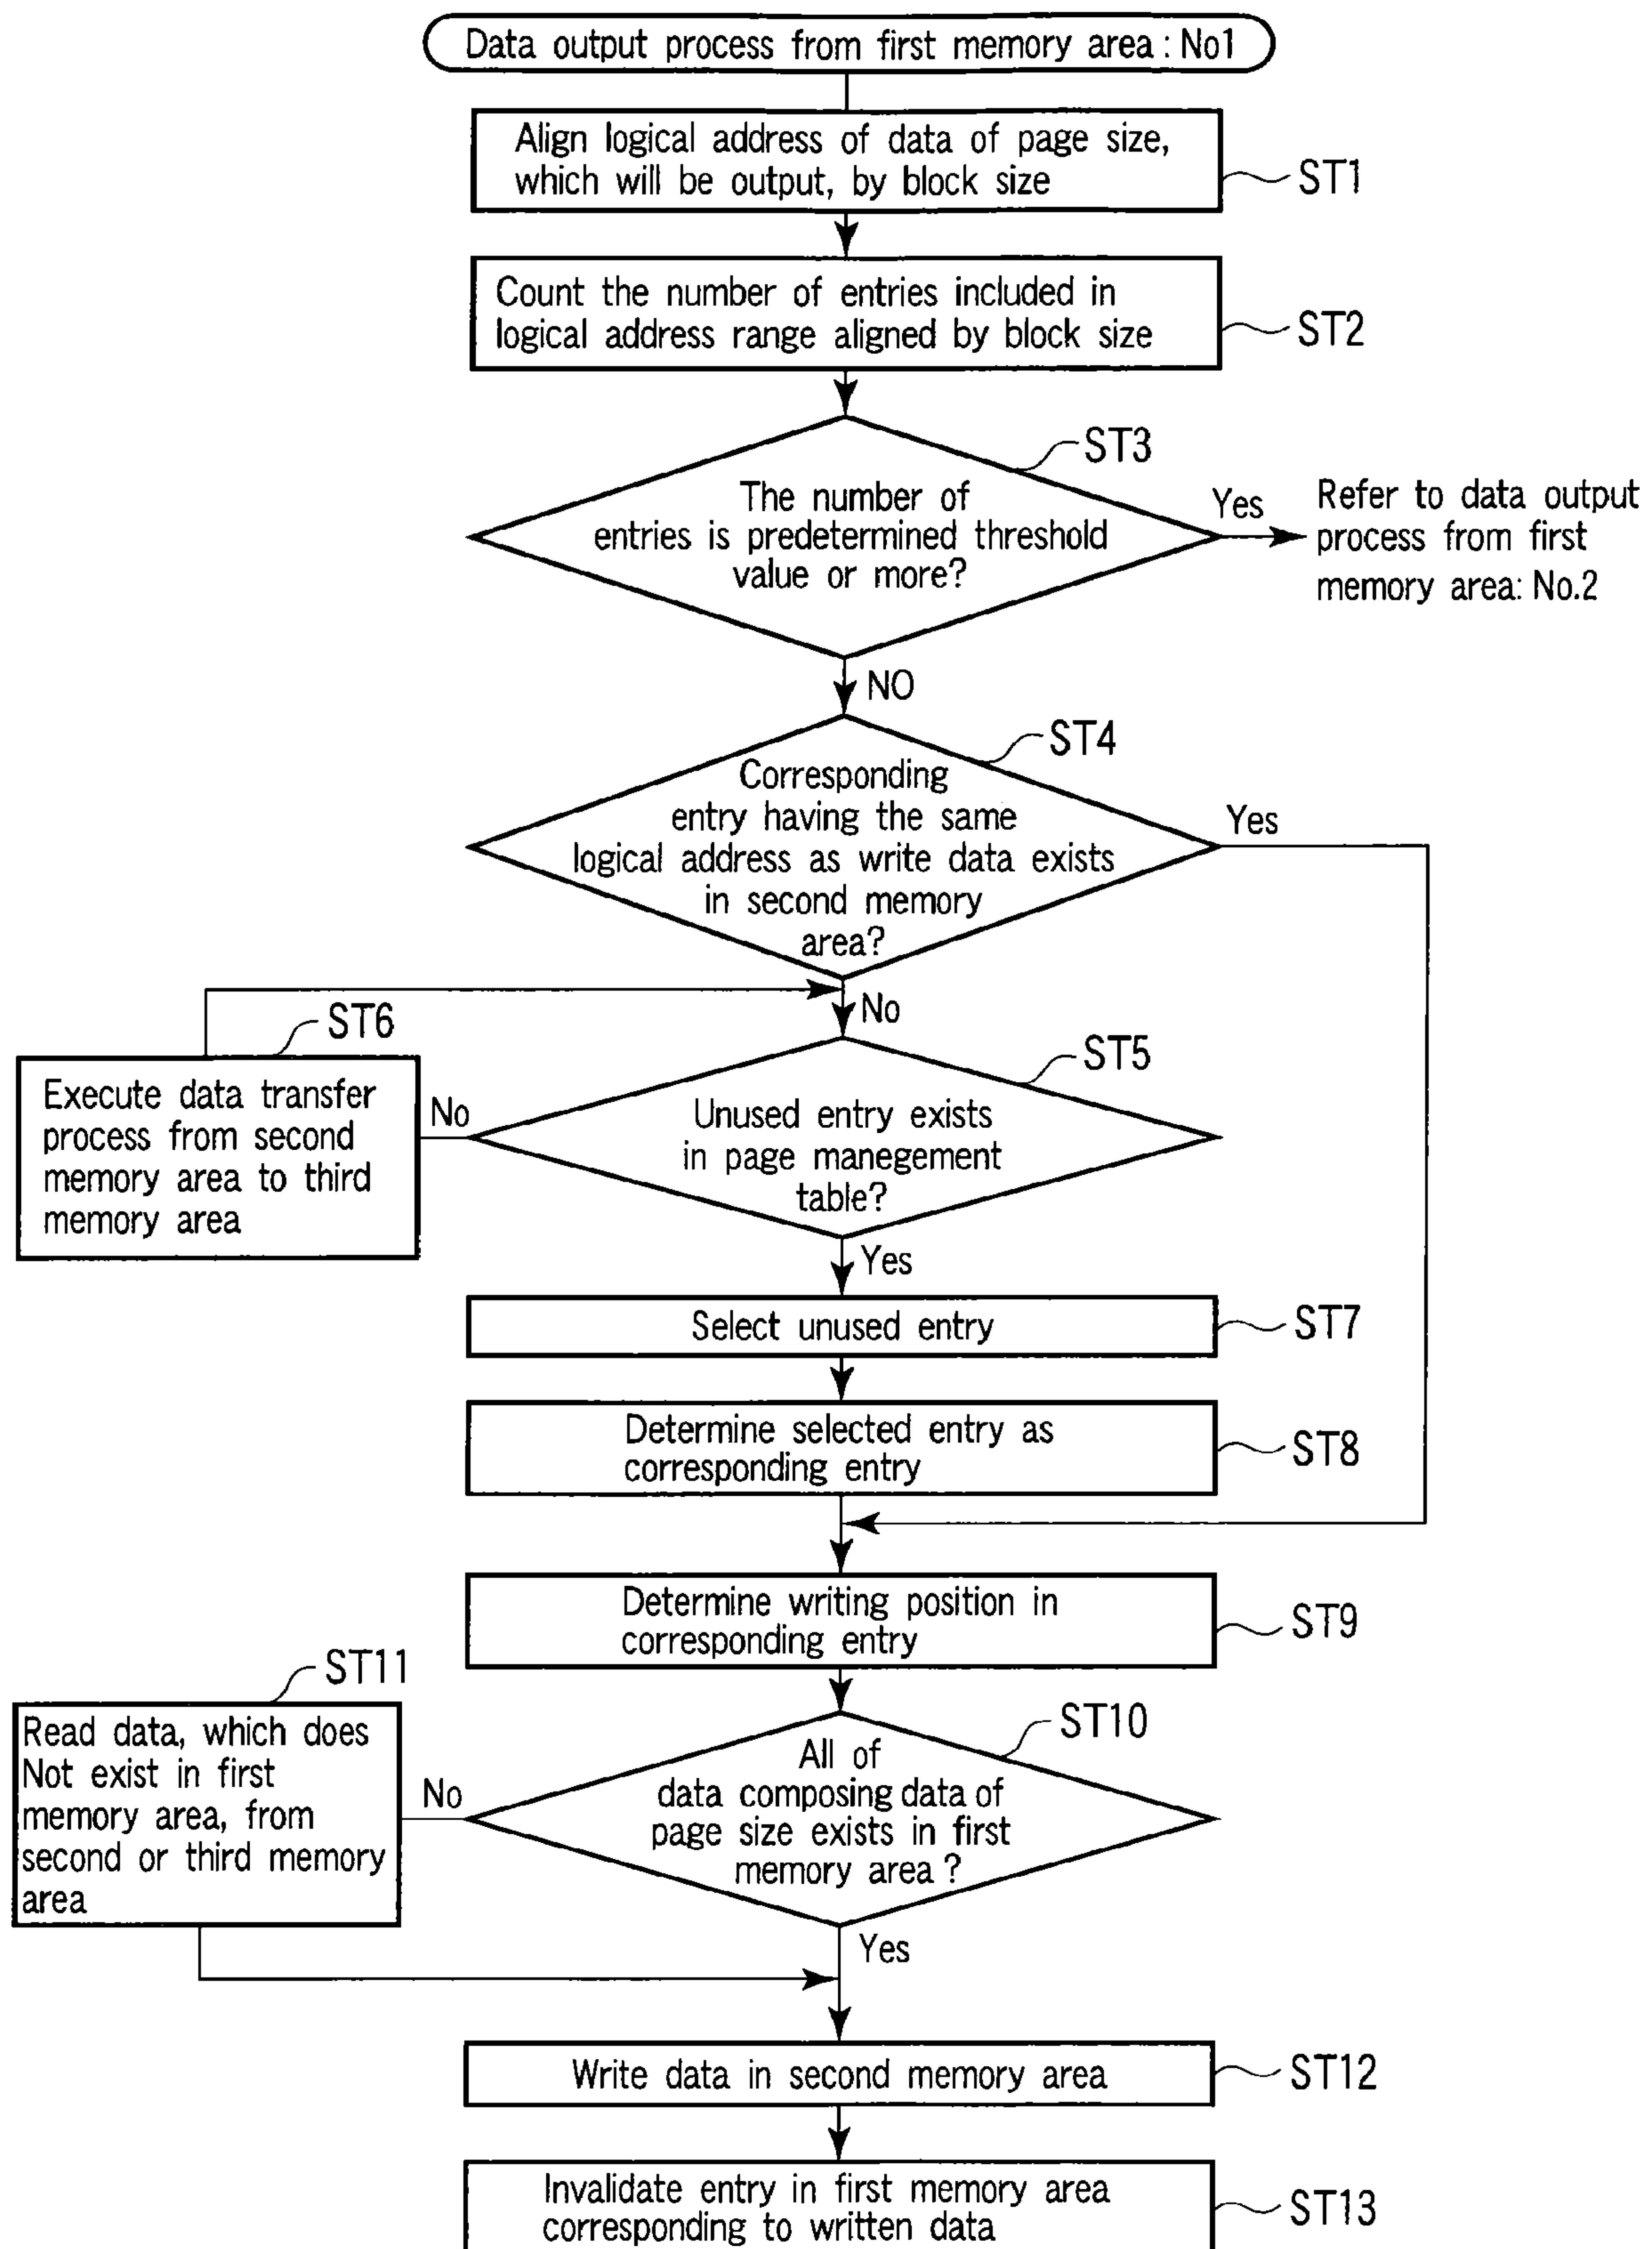 Data output process from first memory area : No1
Align logical address of data of page size,
which will be output, by block size
ST1
Count the number of entries included in
logical address range aligned by block size
ST2
ST3
The number of
entries is predetermined threshold
value or more?
Yes
Refer to data output
process from first
memory area: No.2
NO
ST4
Corresponding
entry having the same
logical address as write data exists
in second memory
area?
Yes
No
ST6
Execute data transfer
process from second
memory area to third
memory area
No
ST5
Unused entry exists
in page manegement
table?
Yes
Select unused entry
ST7
Determine selected entry as
corresponding entry
ST8
Determine writing position in
corresponding entry
ST9
ST11
Read data, which does
Not exist in first
memory area, from
second or third memory
area
No
ST10
All of
data composing data of
page size exists in first
memory area ?
Yes
Write data in second memory area
ST12
Invalidate entry in first memory area
corresponding to written data
ST13